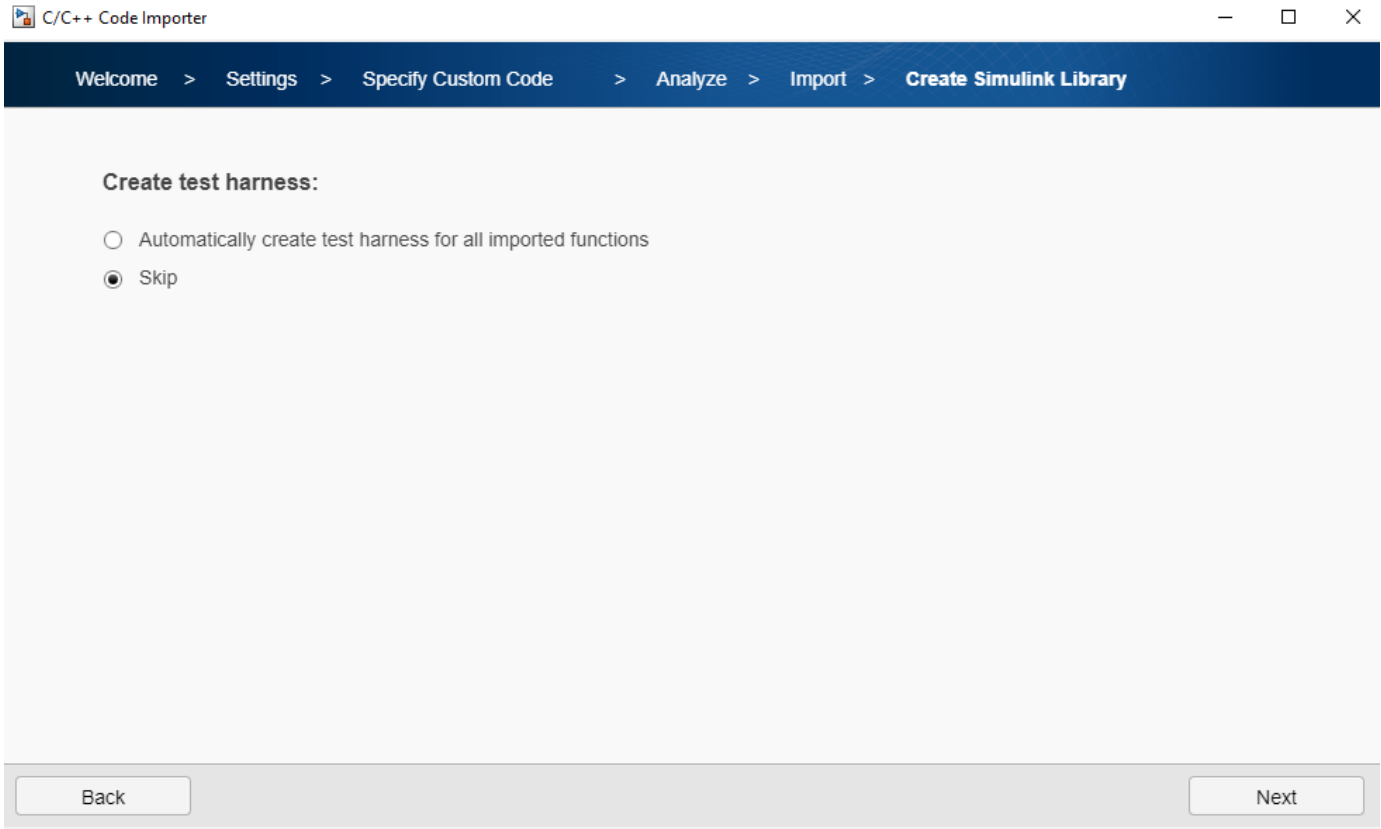 C/C++ Code Importer
Welcome > Settings > Specify Custom Code > Analyze > Import > Create Simulink Library
Create test harness:
Automatically create test harness for all imported functions
Skip
Back
Next